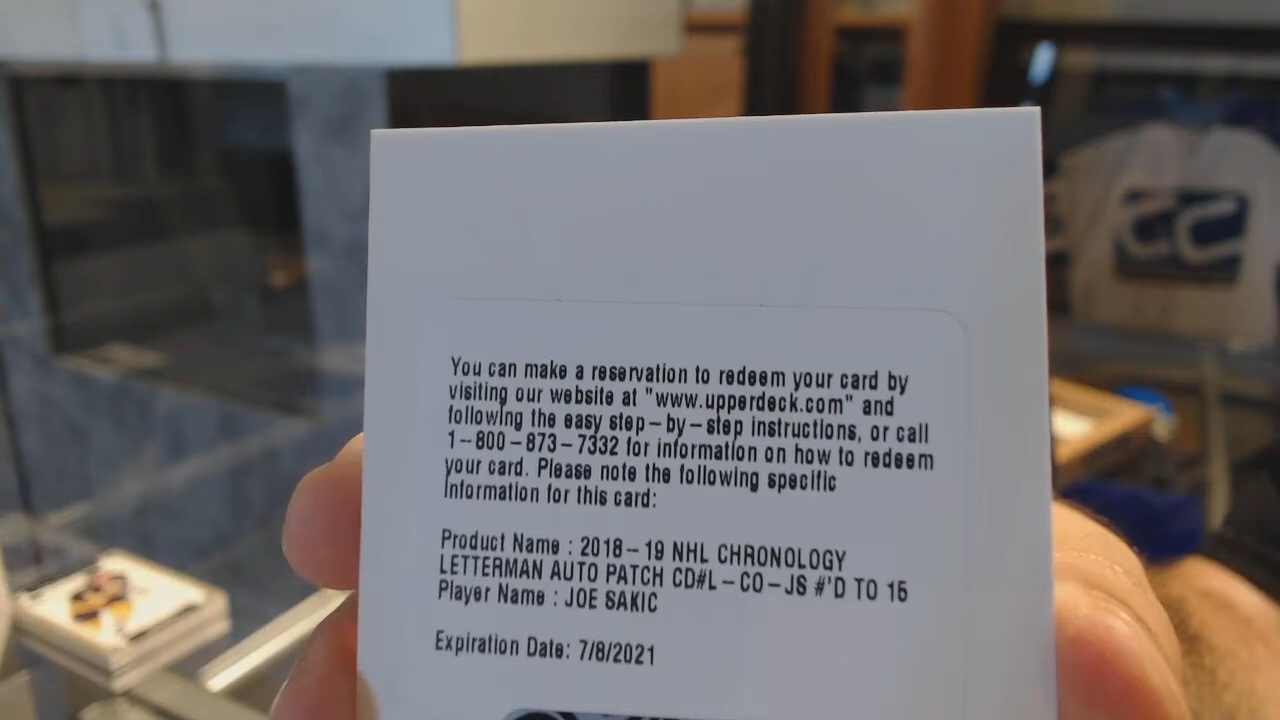 You can make a reservation to redeem your card by
visiting our website at "www.upperdeck.com" and
following the easy step-by-step instructions, or call
1-800-873-7332 for information on how to redeem
your card. Please note the following specific
information for this card:
Product Name : 2018-19 NHL CHRONOLOGY
LETTERMAN AUTO PATCH CD#L-CO-JS #'D TO 15
Player Name : JOE SAKIC
Expiration Date: 7/8/2021
CC